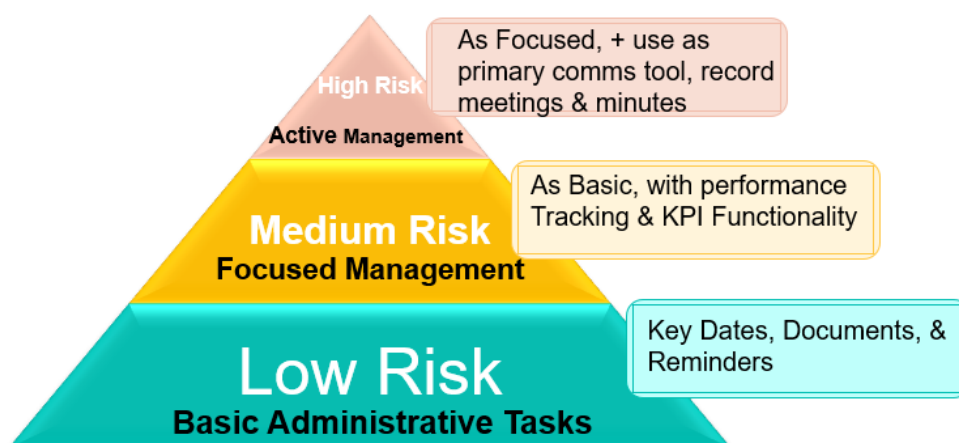 High Risk
Active Management
As Focused, + use as
primary comms tool, record
meetings & minutes
Medium Risk
Focused Management
As Basic, with performance
Tracking & KPI Functionality
Low Risk
Basic Administrative Tasks
Key Dates, Documents, &
Reminders